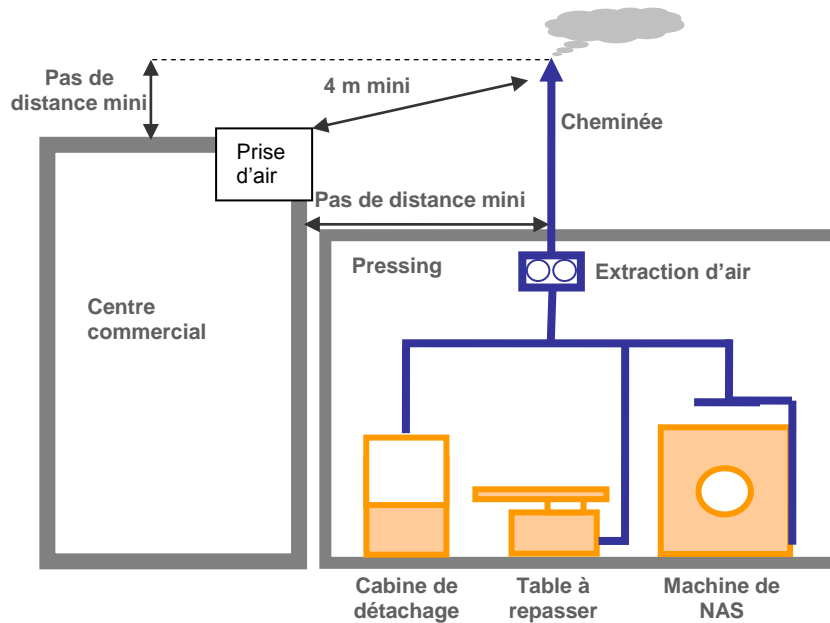 Pas de
distance mini
4 m mini
Cheminée
Prise
d’air
Pas de distance mini
Pressing
Extraction d’air
Centre
commercial
Cabine de
détachage
Table à
repasser
Machine de
NAS